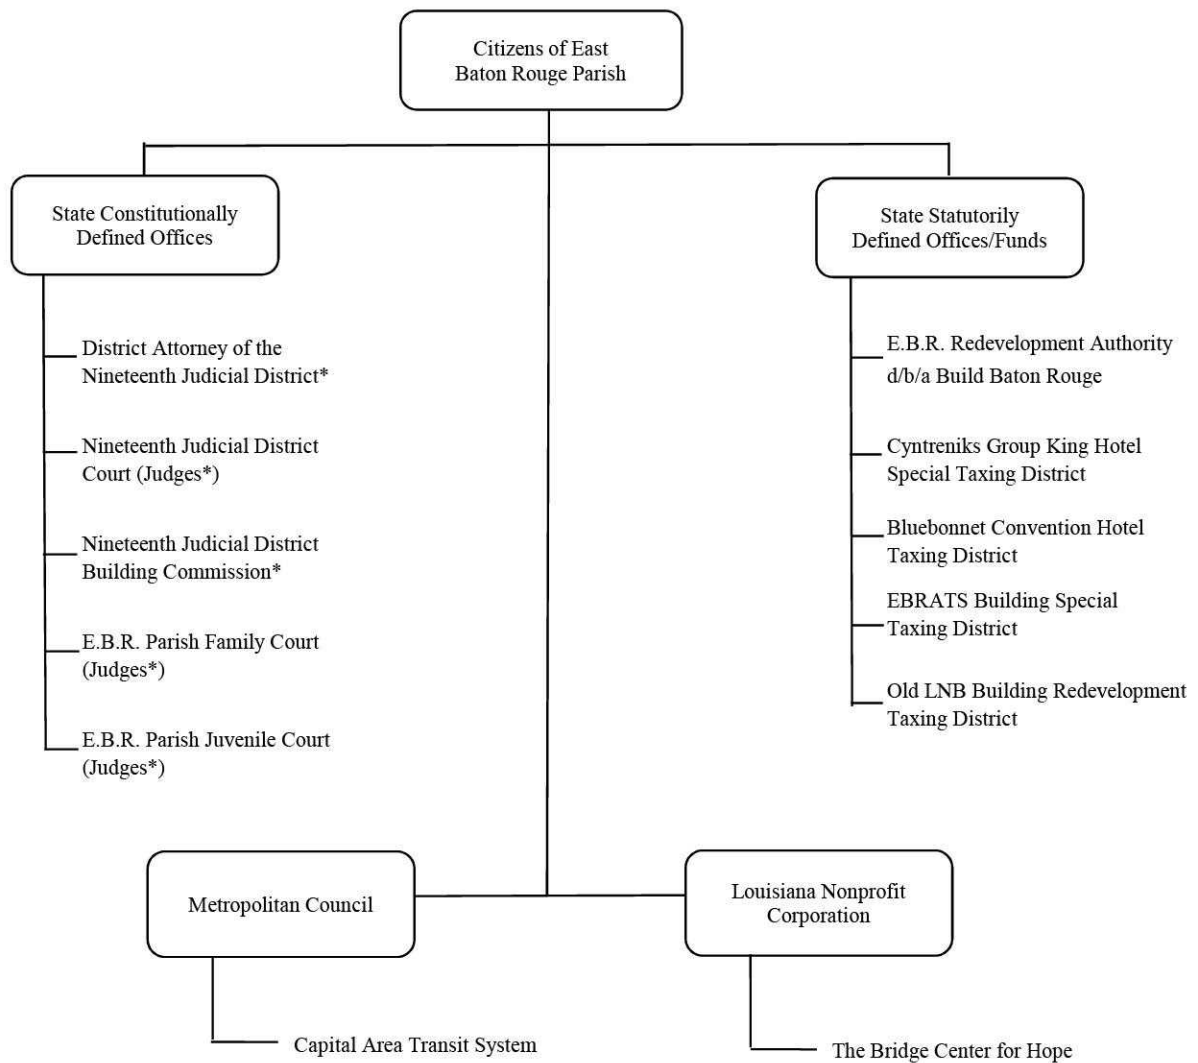 Citizens of East
Baton Rouge Parish
State Constitutionally
Defined Offices
District Attorney of the
Nineteenth Judicial District*
Nineteenth Judicial District
Court (Judges*)
Nineteenth Judicial District
Building Commission*
E.B.R. Parish Family Court
(Judges*)
E.B.R. Parish Juvenile Court
(Judges*)
State Statutorily
Defined Offices/Funds
E.B.R. Redevelopment Authority
d/b/a Build Baton Rouge
Cyntreniks Group King Hotel
Special Taxing District
Bluebonnet Convention Hotel
Taxing District
EBRATS Building Special
Taxing District
Old LNB Building Redevelopment
Taxing District
Metropolitan Council
Capital Area Transit System
Louisiana Nonprofit
Corporation
The Bridge Center for Hope